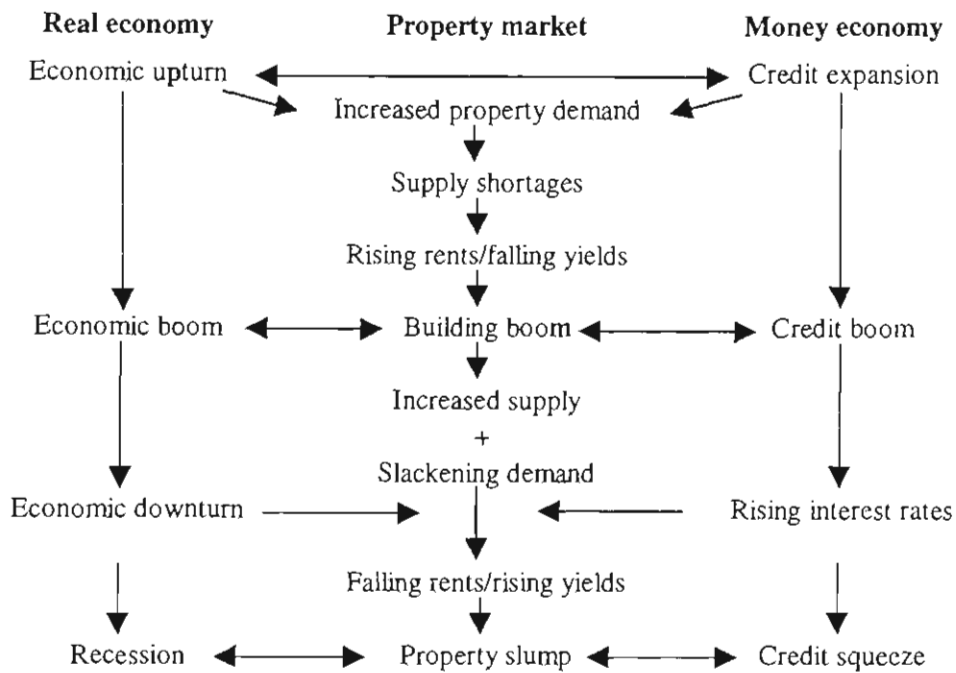 Real economy Property market Money economy
Economic upturn Credit expansion
Increased property demand
Supply shortages
Rising rents/falling yields
Economic boom Building boom Credit boom
Increased supply
+
Slackening demand
Economic downturn Rising interest rates
Falling rents/rising yields
Recession Property slump Credit squeeze